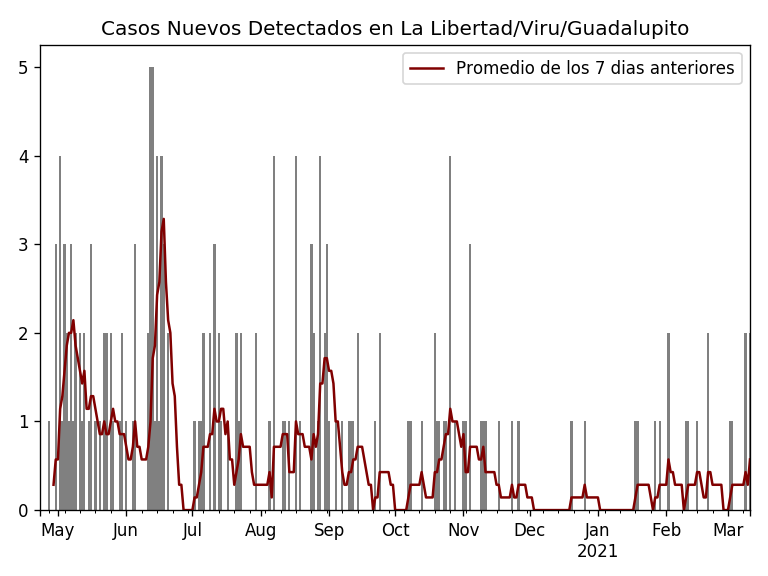 Casos Nuevos Detectados en La Libertad/Viru/Guadalupito
Promedio de los 7 dias anteriores
5
4
3
2
1
0
May Jun Jul Aug Sep Oct Nov Dec Jan Feb Mar
2021